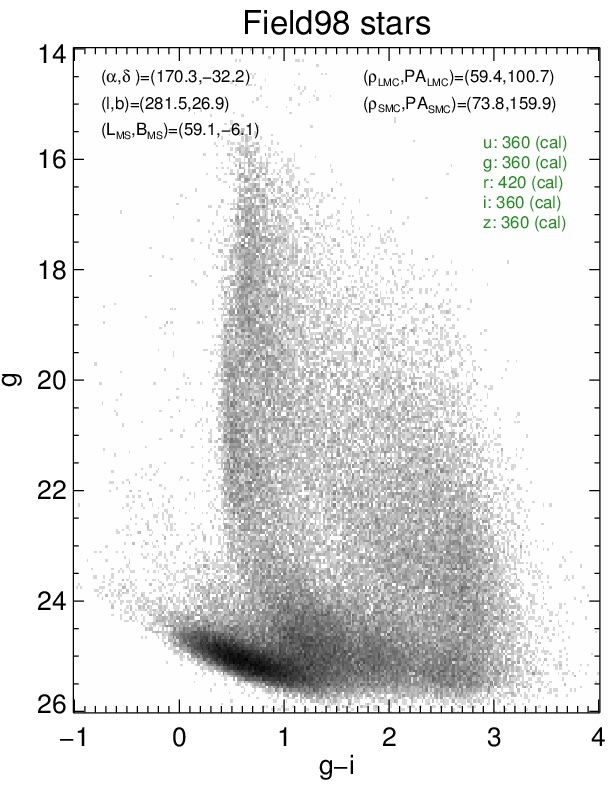 Field98 stars
(α,δ )=(170.3,−32.2)
(ρLMC,PALMC)=(59.4,100.7)
(l,b)=(281.5,26.9)
(ρSMC,PASMC)=(73.8,159.9)
(LMS,BMS)=(59.1,−6.1)
u: 360 (cal)
g: 360 (cal)
r: 420 (cal)
i: 360 (cal)
z: 360 (cal)
14
16
18
20
22
24
26
g
−1 0 1 2 3 4
g−i